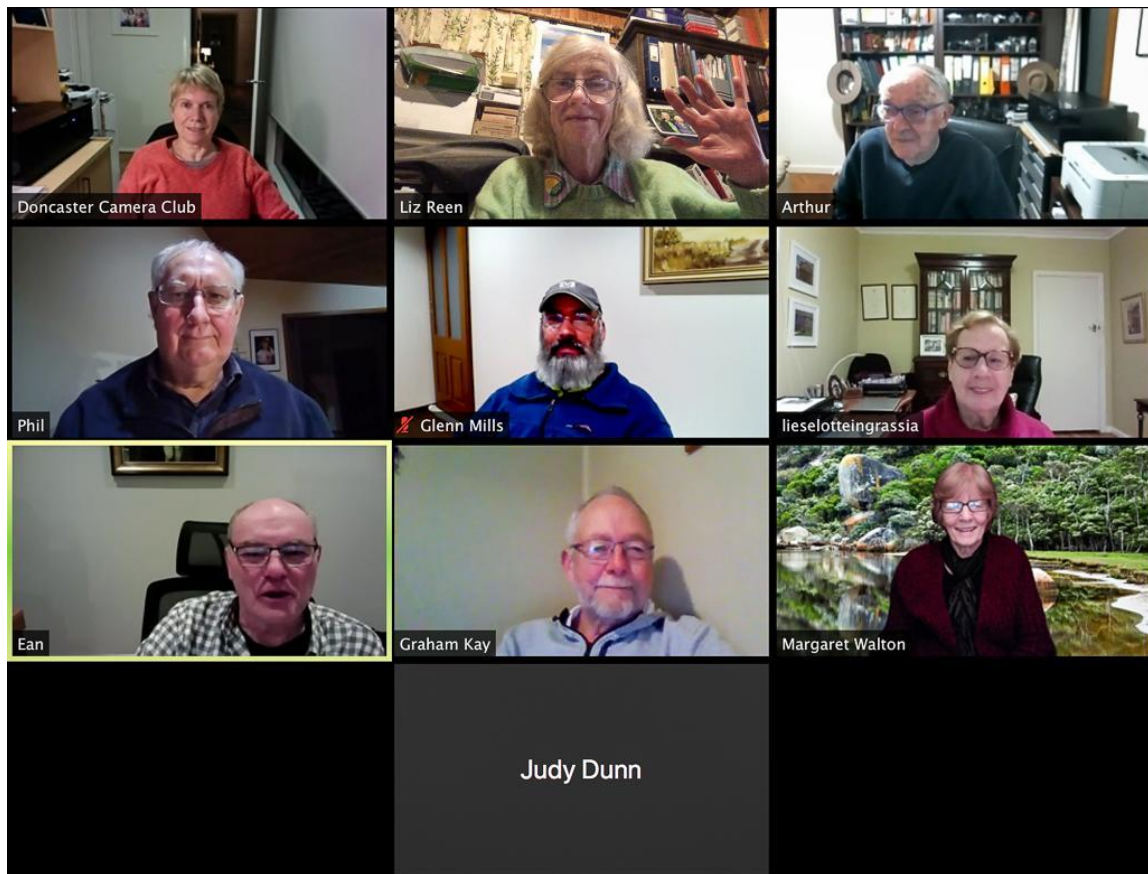 Doncaster Camera Club
Liz Reen
Arthur
Phil
Glenn Mills
lieselotteingrassia
Ean
Graham Kay
Margaret Walton
Judy Dunn